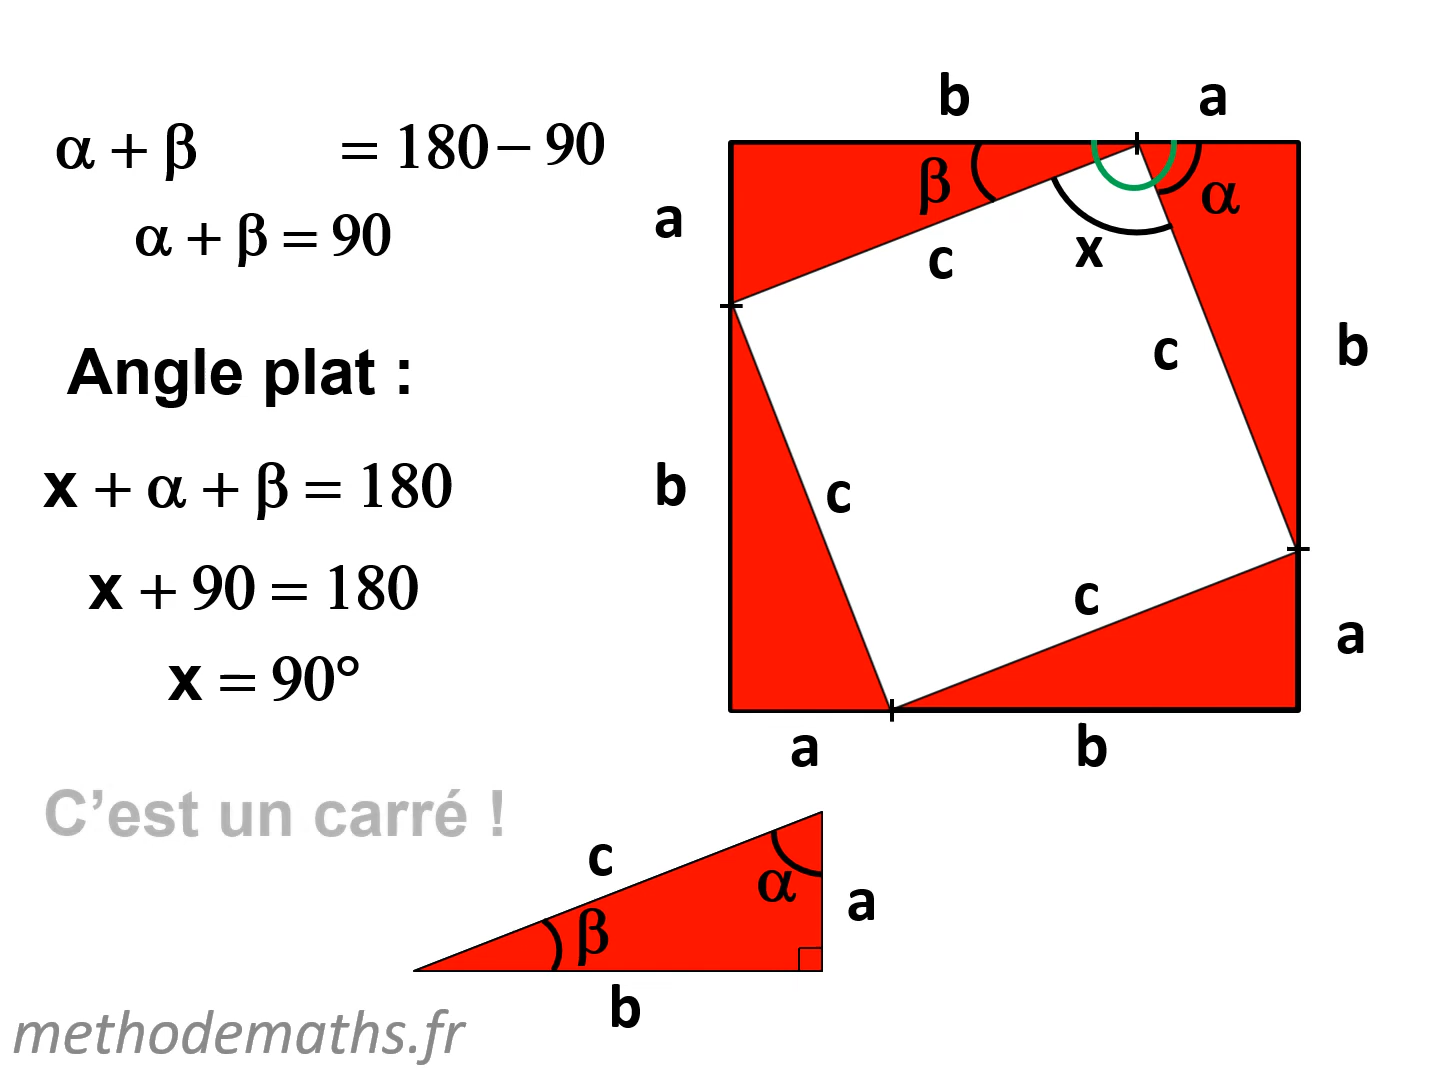 α + β = 180 − 90
α + β = 90
Angle plat :
x + α + β = 180
x + 90 = 180
x = 90°
C’est un carré !
b
a
β
α
a
c
x
c
b
b
c
c
a
a
b
c
α
a
β
b
methodemaths.fr